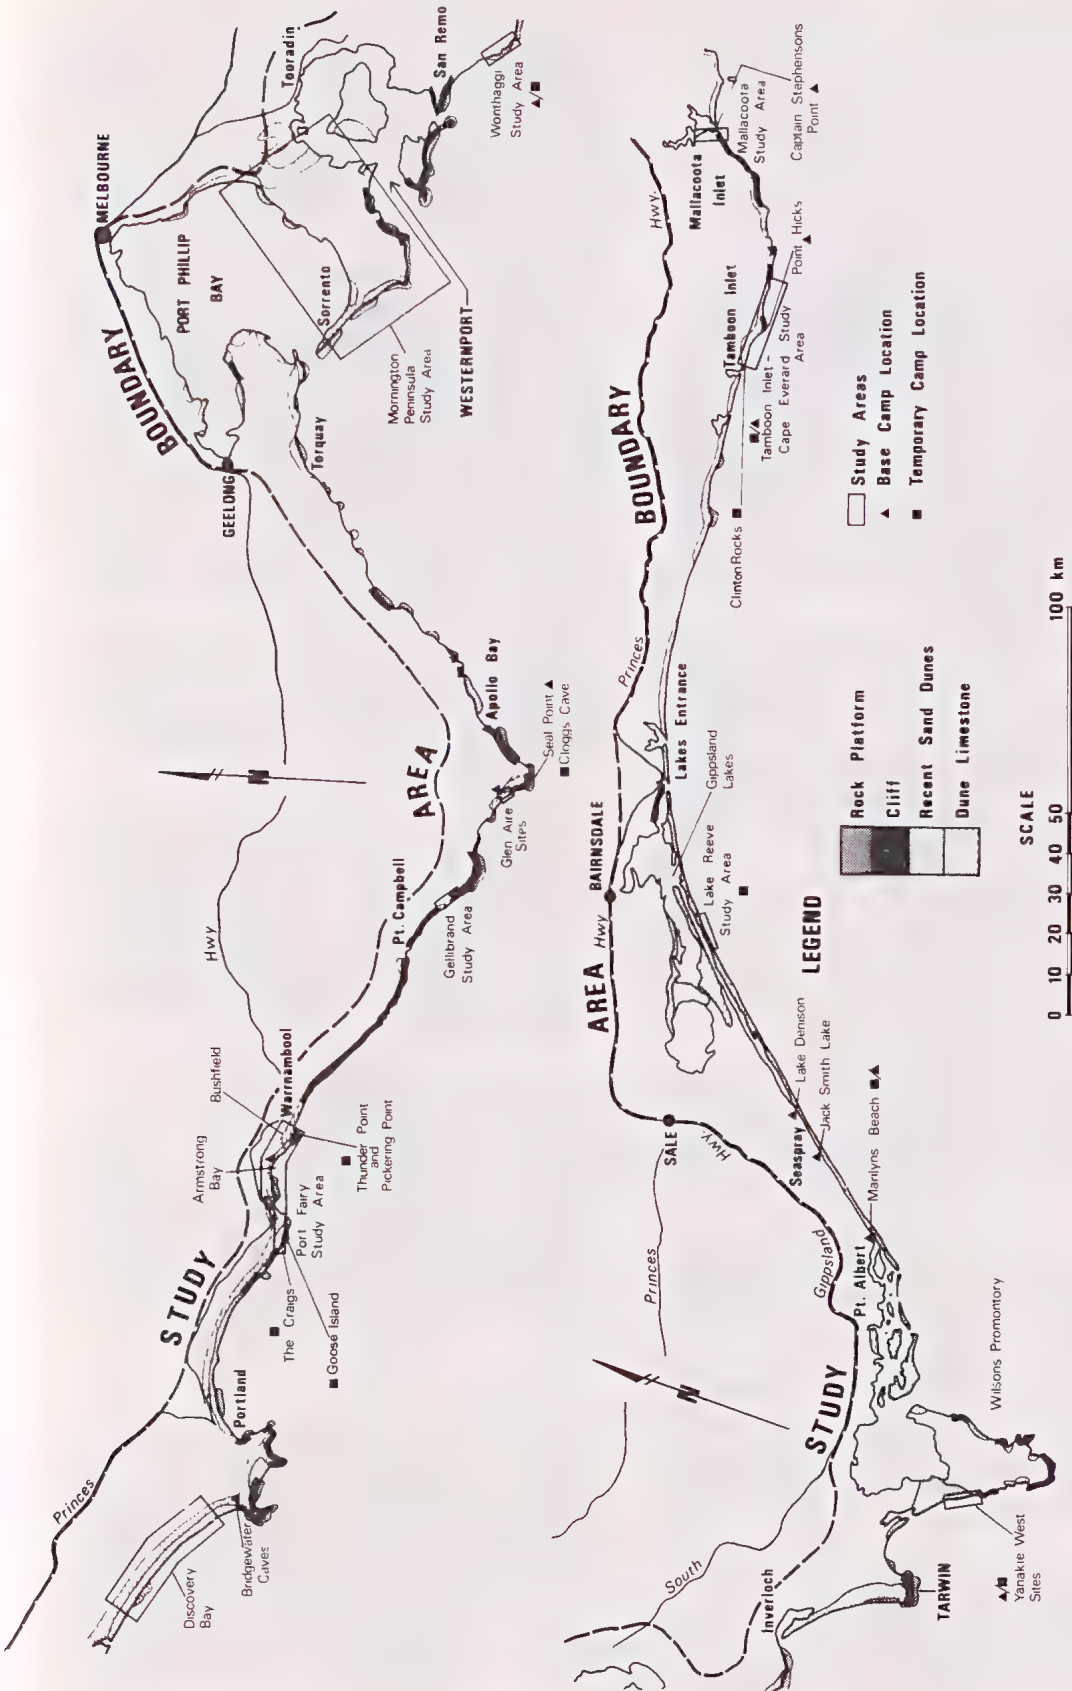 Princes
Discovery
Bay
Bridgewater
Caves
Portland
STUDY
The Craigs
Goose Island
Armstrong
Bay
Bushfield
Port Fairy
Study Area
Warrnambool
Thunder Point
and
Pickering Point
Hwy
N
Pt. Campbell
AREA
Gellibrand
Study Area
Glen Aire
Sites
Seal Point
Cloggs Cave
Apollo Bay
Torquay
GEELONG
BOUNDARY
MELBOURNE
PORT PHILLIP
BAY
Sorrento
Mornington
Peninsula
Study Area
WESTERNPORT
Tooradin
San Remo
Wonthaggi
Study Area
South
Inverloch
TARWIN
Yanakie West
Sites
Wilsons Promontory
N
STUDY
Gippsland
Hwy.
Pt. Albert
Princes
SALE
Seaspray
Lake Denison
Jack Smith Lake
Marilyns Beach
AREA
Hwy
BAIRNSDALE
Princes
Lake Reeve
Study Area
Gippsland
Lakes
Lakes Entrance
BOUNDARY
Hwy.
Clinton Rocks
Tamboon Inlet
Tamboon Inlet –
Cape Everard Study
Area
Point Hicks
Mallacoota
Inlet
Mallacoota
Study Area
Captain Stephensons
Point
LEGEND
Rock Platform
Cliff
Recent Sand Dunes
Dune Limestone
Study Areas
Base Camp Location
Temporary Camp Location
SCALE
0 10 20 30 40 50 100 km